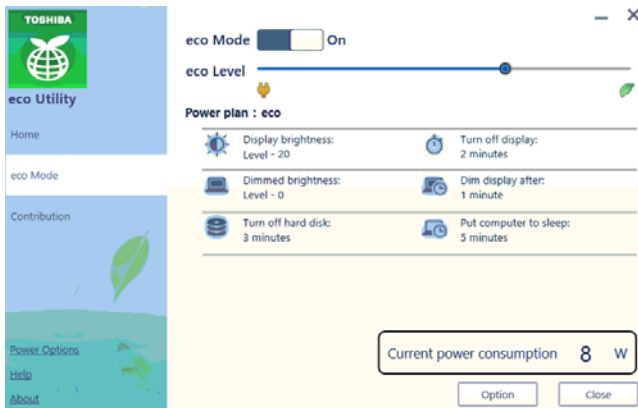 TOSHIBA
eco Utility
Home
eco Mode
Contribution
Power Options
Help
About
eco Mode On
eco Level
Power plan : eco
Display brightness:
Level - 20
Turn off display:
2 minutes
Dimmed brightness:
Level - 0
Dim display after:
1 minute
Turn off hard disk:
3 minutes
Put computer to sleep:
5 minutes
Current power consumption 8 W
Option Close